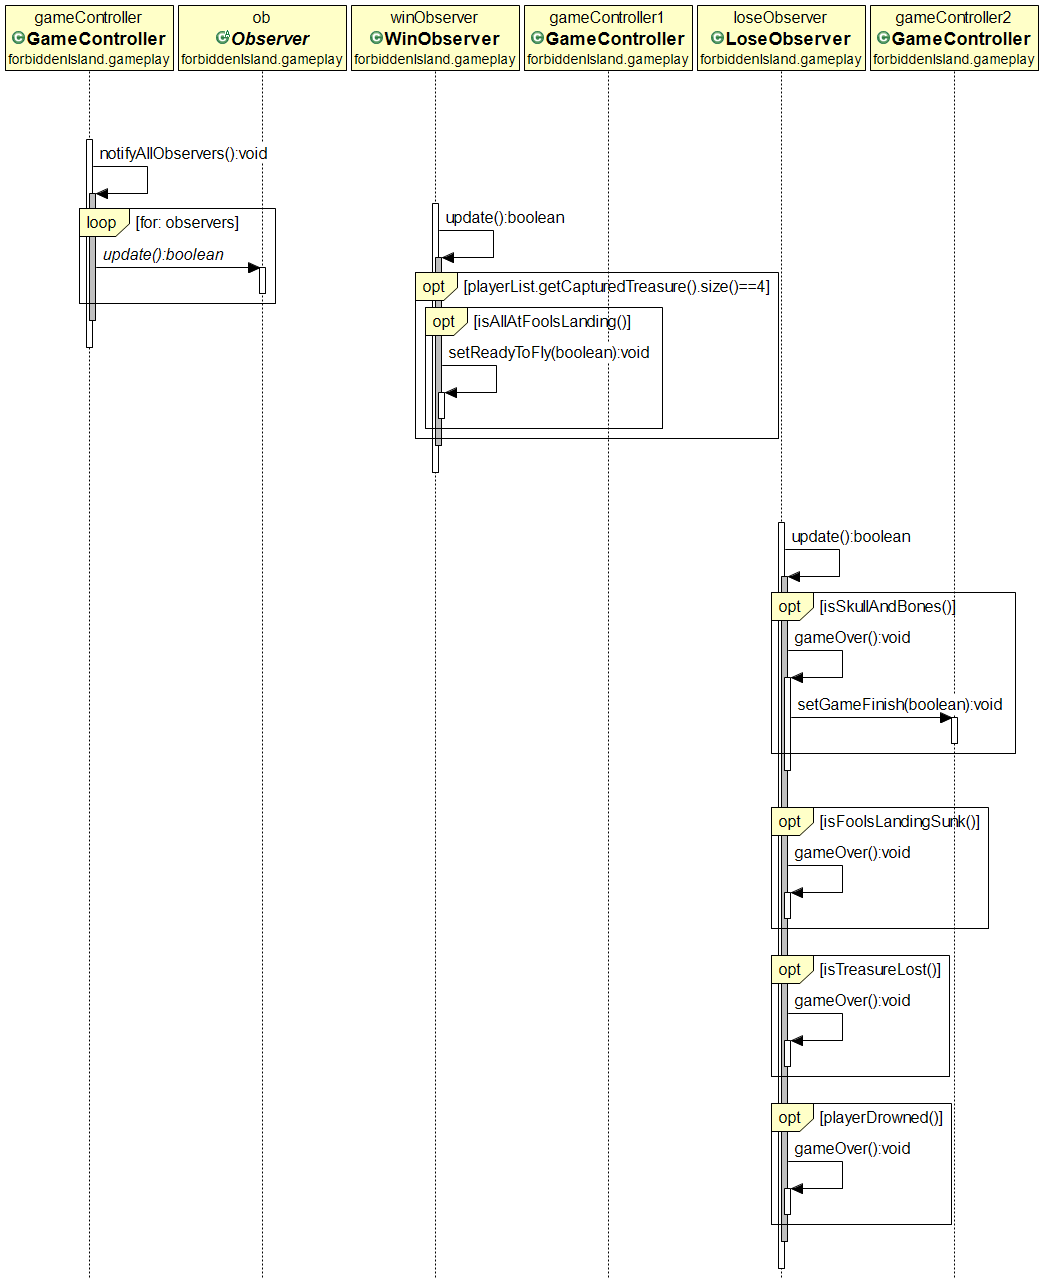 gameController
GameController
forbiddenIsland.gameplay
ob
Observer
forbiddenIsland.gameplay
winObserver
WinObserver
forbiddenIsland.gameplay
gameController1
GameController
forbiddenIsland.gameplay
loseObserver
LoseObserver
forbiddenIsland.gameplay
gameController2
GameController
forbiddenIsland.gameplay
notifyAllObservers():void
loop [for: observers]
update():boolean
update():boolean
opt [playerList.getCapturedTreasure().size()==4]
opt [isAllAtFoolsLanding()]
setReadyToFly(boolean):void
update():boolean
opt [isSkullAndBones()]
gameOver():void
setGameFinish(boolean):void
opt [isFoolsLandingSunk()]
gameOver():void
opt [isTreasureLost()]
gameOver():void
opt [playerDrowned()]
gameOver():void